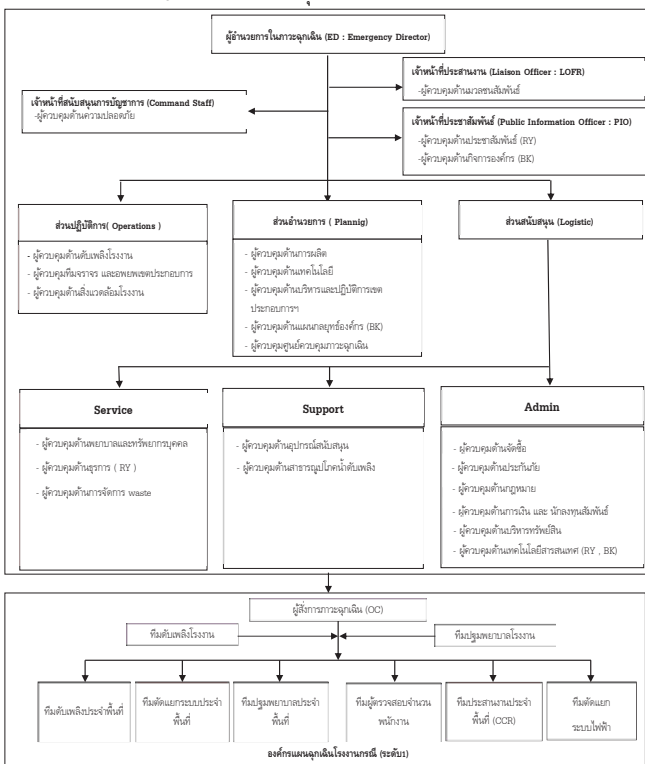 ผู้อำนวยการในภาวะฉุกเฉิน (ED : Emergency Director)
เจ้าหน้าที่ประสานงาน (Liaison Officer : LOFR)
-ผู้ควบคุมด้านมวลชนสัมพันธ์
เจ้าหน้าที่สนับสนุนการบัญชาการ (Command Staff)
-ผู้ควบคุมด้านความปลอดภัย
เจ้าหน้าที่ประชาสัมพันธ์ (Public Information Officer : PIO)
-ผู้ควบคุมด้านประชาสัมพันธ์ (RY)
-ผู้ควบคุมด้านกิจการองค์กร (BK)
ส่วนปฏิบัติการ( Operations )
- ผู้ควบคุมด้านดับเพลิงโรงงาน
- ผู้ควบคุมทีมจราจร และอพยพเขตประกอบการ
- ผู้ควบคุมด้านสิ่งแวดล้อมโรงงาน
ส่วนอำนวยการ ( Plannig)
- ผู้ควบคุมด้านการผลิต
- ผู้ควบคุมด้านเทคโนโลยี
- ผู้ควบคุมด้านบริหารและปฏิบัติการเขต
ประกอบการฯ
- ผู้ควบคุมด้านแผนกลยุทธ์องค์กร (BK)
- ผู้ควบคุมศูนย์ควบคุมภาวะฉุกเฉิน
ส่วนสนับสนุน (Logistic)
Service
- ผู้ควบคุมด้านพยาบาลและทรัพยากรบุคคล
- ผู้ควบคุมด้านธุรการ ( RY )
- ผู้ควบคุมด้านการจัดการ waste
Support
- ผู้ควบคุมด้านอุปกรณ์สนับสนุน
- ผู้ควบคุมด้านสาธารณูปโภคน้ำดับเพลิง
Admin
- ผู้ควบคุมด้านจัดซื้อ
- ผู้ควบคุมด้านประกันภัย
- ผู้ควบคุมด้านกฎหมาย
- ผู้ควบคุมด้านการเงิน และ นักลงทุนสัมพันธ์
- ผู้ควบคุมด้านบริหารทรัพย์สิน
- ผู้ควบคุมด้านเทคโนโลยีสารสนเทศ (RY , BK)
ผู้สั่งการภาวะฉุกเฉิน (OC)
ทีมดับเพลิงโรงงาน
ทีมปฐมพยาบาลโรงงาน
ทีมดับเพลิงประจำพื้นที่
ทีมตัดแยกระบบประจำ
พื้นที่
ทีมปฐมพยาบาลประจำ
พื้นที่
ทีมผู้ตรวจสอบจำนวน
พนักงาน
ทีมประสานงานประจำ
พื้นที่ (CCR)
ทีมตัดแยก
ระบบไฟฟ้า
องค์กรแผนฉุกเฉินโรงงานกรณี (ระดับ1)